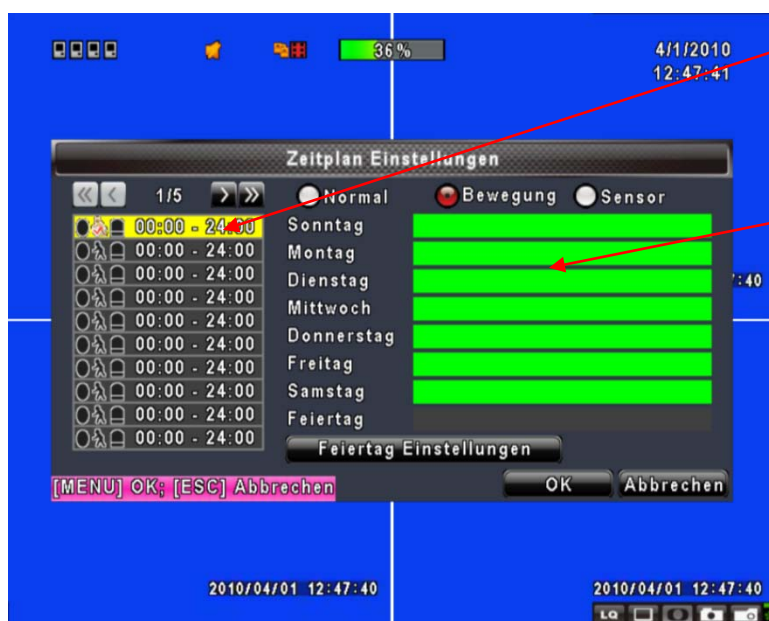 36%
4/1/2010
12:47:41
Zeitplan Einstellungen
1/5
Normal
Bewegung
Sensor
00:00 - 24:00
Sonntag
00:00 - 24:00
Montag
00:00 - 24:00
Dienstag
:40
00:00 - 24:00
Mittwoch
00:00 - 24:00
Donnerstag
00:00 - 24:00
Freitag
00:00 - 24:00
Samstag
00:00 - 24:00
Feiertag
00:00 - 24:00
Feiertag Einstellungen
[MENU] OK; [ESC] Abbrechen
OK
Abbrechen
2010/04/01 12:47:40
2010/04/01 12:47:40
LQ